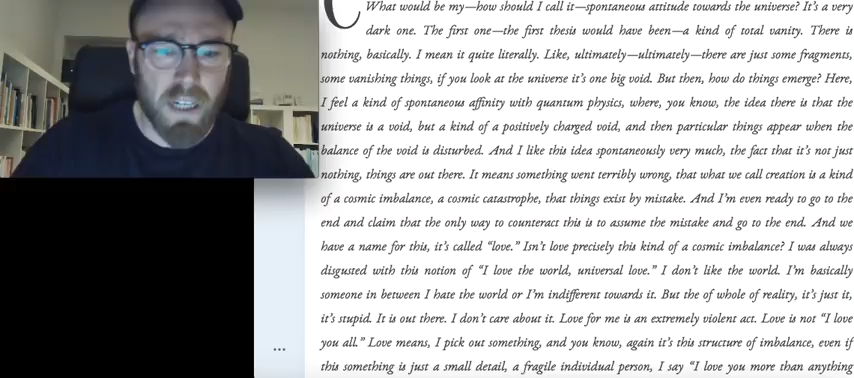 C What would be my—how should I call it—spontaneous attitude towards the universe? It's a very
dark one. The first one—the first thesis would have been—a kind of total vanity. There is
nothing, basically. I mean it quite literally. Like, ultimately—ultimately—there are just some fragments,
some vanishing things, if you look at the universe it's one big void. But then, how do things emerge? Here,
I feel a kind of spontaneous affinity with quantum physics, where, you know, the idea there is that the
universe is a void, but a kind of a positively charged void, and then particular things appear when the
balance of the void is disturbed. And I like this idea spontaneously very much, the fact that it's not just
nothing, things are out there. It means something went terribly wrong, that what we call creation is a kind
of a cosmic imbalance, a cosmic catastrophe, that things exist by mistake. And I'm even ready to go to the
end and claim that the only way to counteract this is to assume the mistake and go to the end. And we
have a name for this, it's called “love.” Isn't love precisely this kind of a cosmic imbalance? I was always
disgusted with this notion of “I love the world, universal love.” I don't like the world. I'm basically
someone in between I hate the world or I'm indifferent towards it. But the of whole of reality, it's just it,
it's stupid. It is out there. I don't care about it. Love for me is an extremely violent act. Love is not “I love
you all.” Love means, I pick out something, and you know, again it's this structure of imbalance, even if
this something is just a small detail, a fragile individual person, I say “I love you more than anything
...